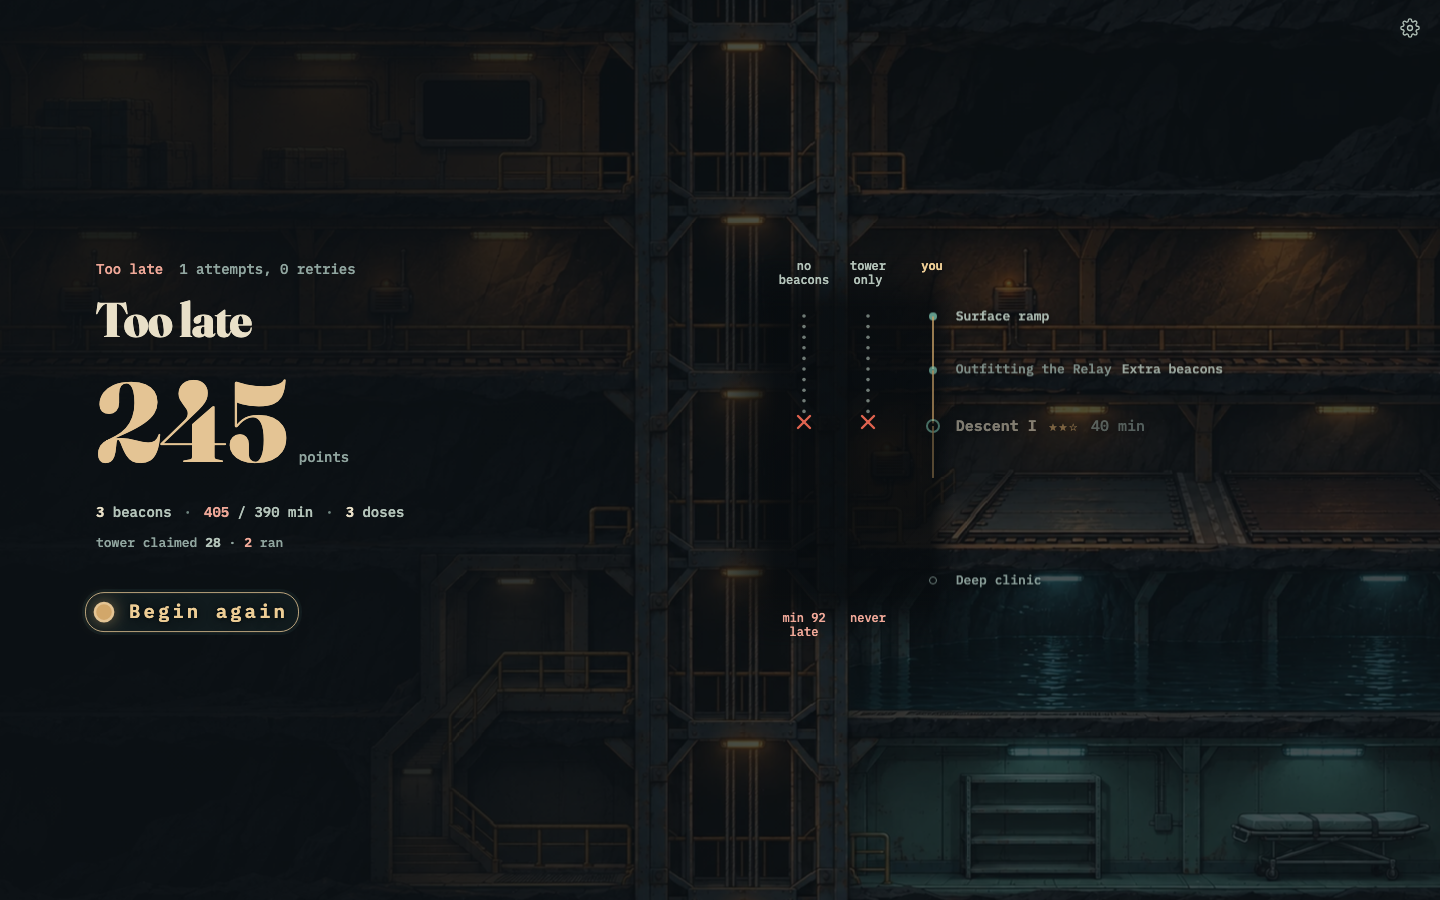 Too late 1 attempts, 0 retries
Too late
245 points
3 beacons · 405 / 390 min · 3 doses
tower claimed 28 · 2 ran
Begin again
no beacons
tower only
you
Surface ramp
Outfitting the Relay Extra beacons
Descent I ★★☆ 40 min
Deep clinic
min 92 late
never